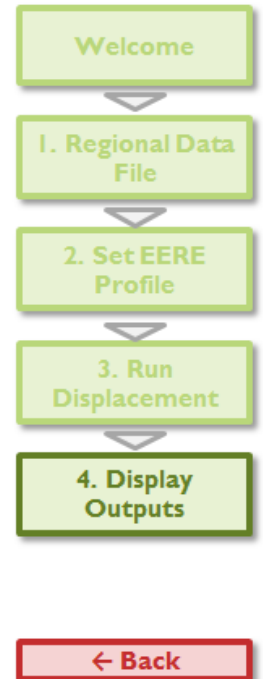 Welcome
1. Regional Data
File
2. Set EERE
Profile
3. Run
Displacement
4. Display
Outputs
← Back